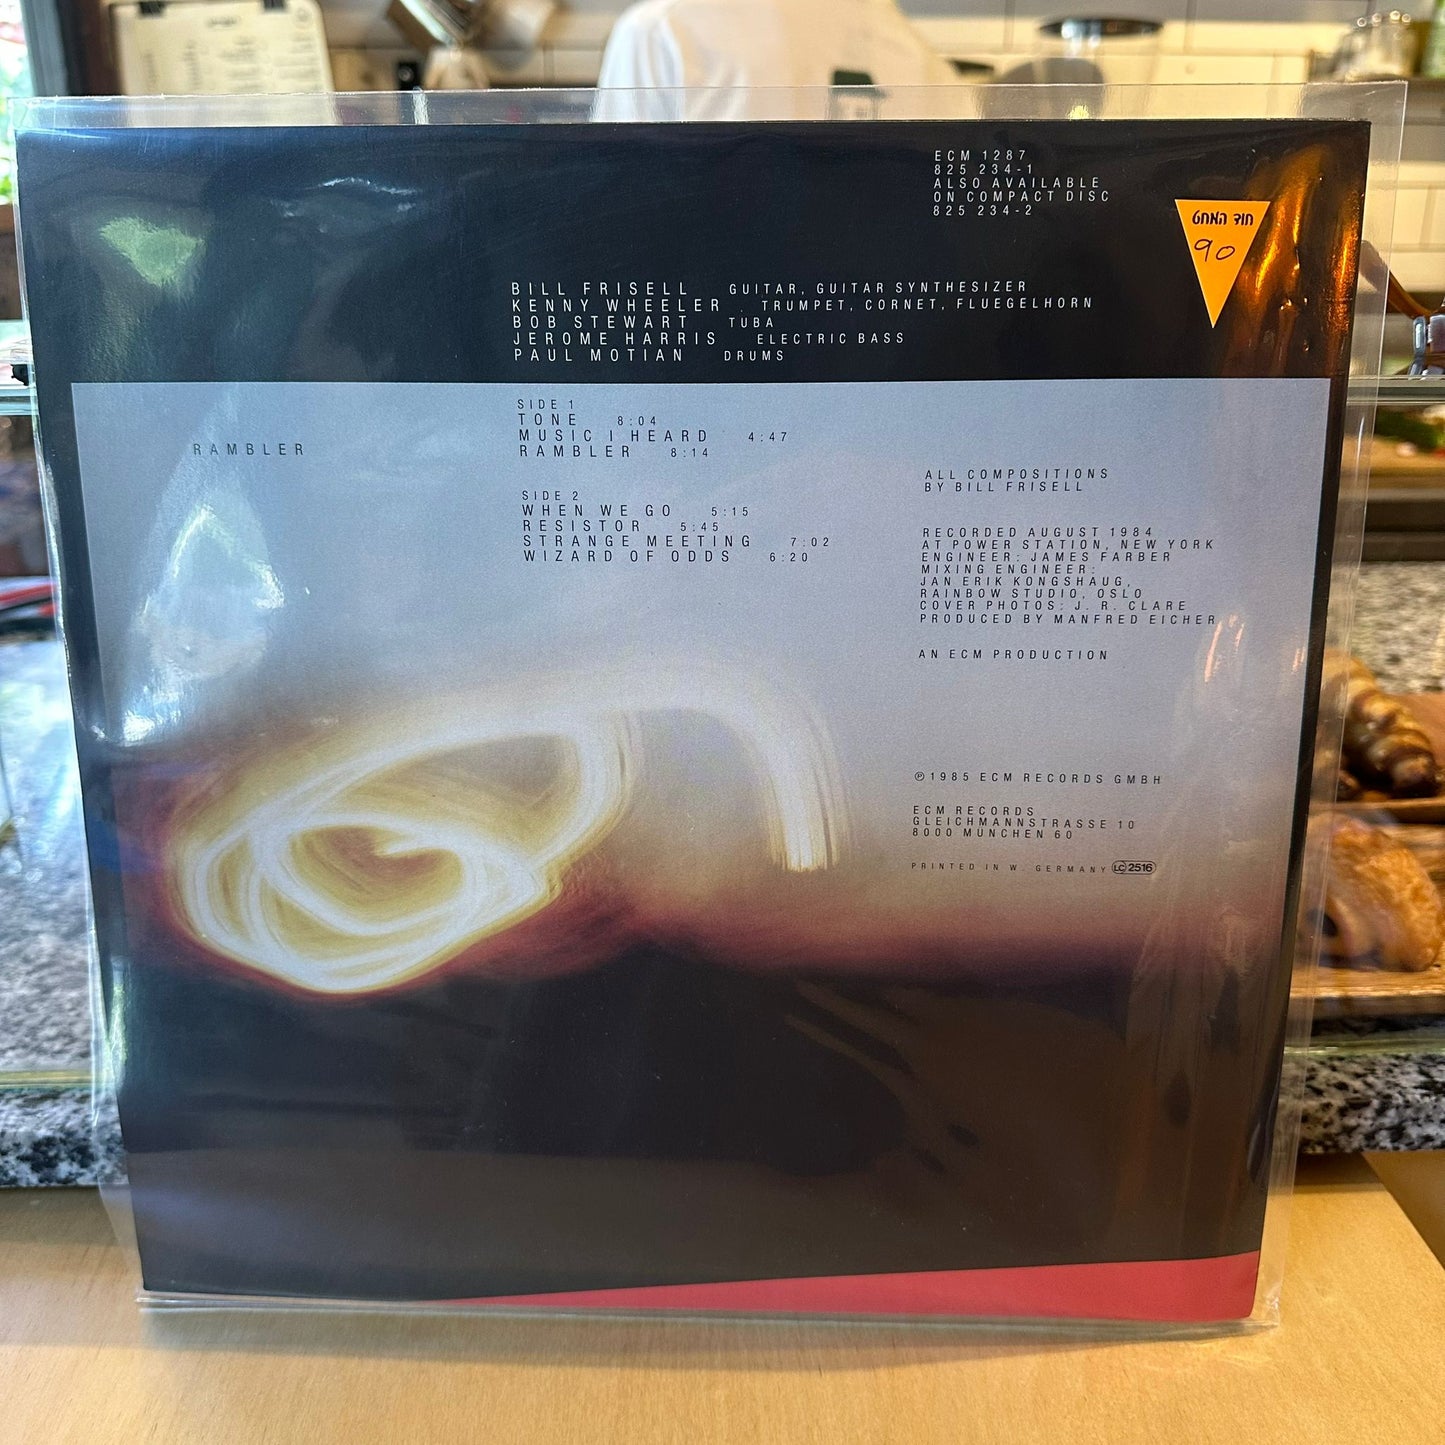 ECM 1287
825 234-1
ALSO AVAILABLE
ON COMPACT DISC
825 234-2
חוד המחט
90
BILL FRISELL GUITAR, GUITAR SYNTHESIZER
KENNY WHEELER . TRUMPET, CORNET, FLUEGELHORN
BOB STEWART TUBA
JEROME HARRIS ELECTRIC BASS
PAUL MOTIAN DRUMS
RAMBLER
SIDE 1
TONE 8:04
MUSIC I HEARD 4:47
RAMBLER 8:14
SIDE 2
WHEN WE GO 5:15
RESISTOR 5:45
STRANGE MEETING 7:02
WIZARD OF ODDS 6:20
ALL COMPOSITIONS
BY BILL FRISELL
RECORDED AUGUST 1984
AT POWER STATION, NEW YORK
ENGINEER: JAMES FARBER
MIXING ENGINEER:
JAN ERIK KONGSHAUG,
RAINBOW STUDIO, OSLO
COVER PHOTOS: J. R. CLARE
PRODUCED BY MANFRED EICHER
AN ECM PRODUCTION
℗ 1985 ECM RECORDS GMBH
ECM RECORDS
GLEICHMANNSTRASSE 10
8000 MÜNCHEN 60
PRINTED IN W. GERMANY LC 2516